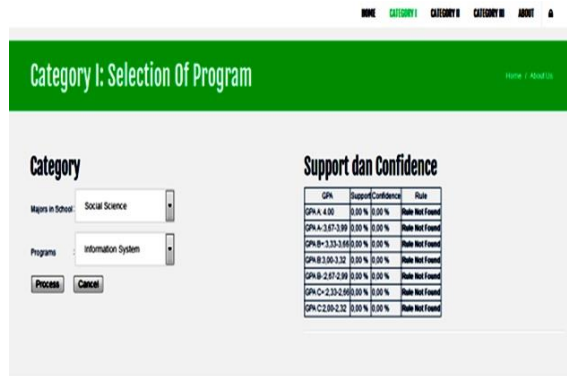 HOME CATEGORY I CATEGORY II CATEGORY III ABOUT
Category I: Selection Of Program
Home / About Us
Category
Majors in School: Social Science
Programs : Information System
Process Cancel
Support dan Confidence
GPA Support Confidence Rule
GPA A: 4.00 0,00 % 0,00 % Rule Not Found
GPA A-:3,67-3,99 0,00 % 0,00 % Rule Not Found
GPA B+:3,33-3,66 0,00 % 0,00 % Rule Not Found
GPA B:3,00-3,32 0,00 % 0,00 % Rule Not Found
GPA B-:2,67-2,99 0,00 % 0,00 % Rule Not Found
GPA C+:2,33-2,66 0,00 % 0,00 % Rule Not Found
GPA C:2,00-2,32 0,00 % 0,00 % Rule Not Found